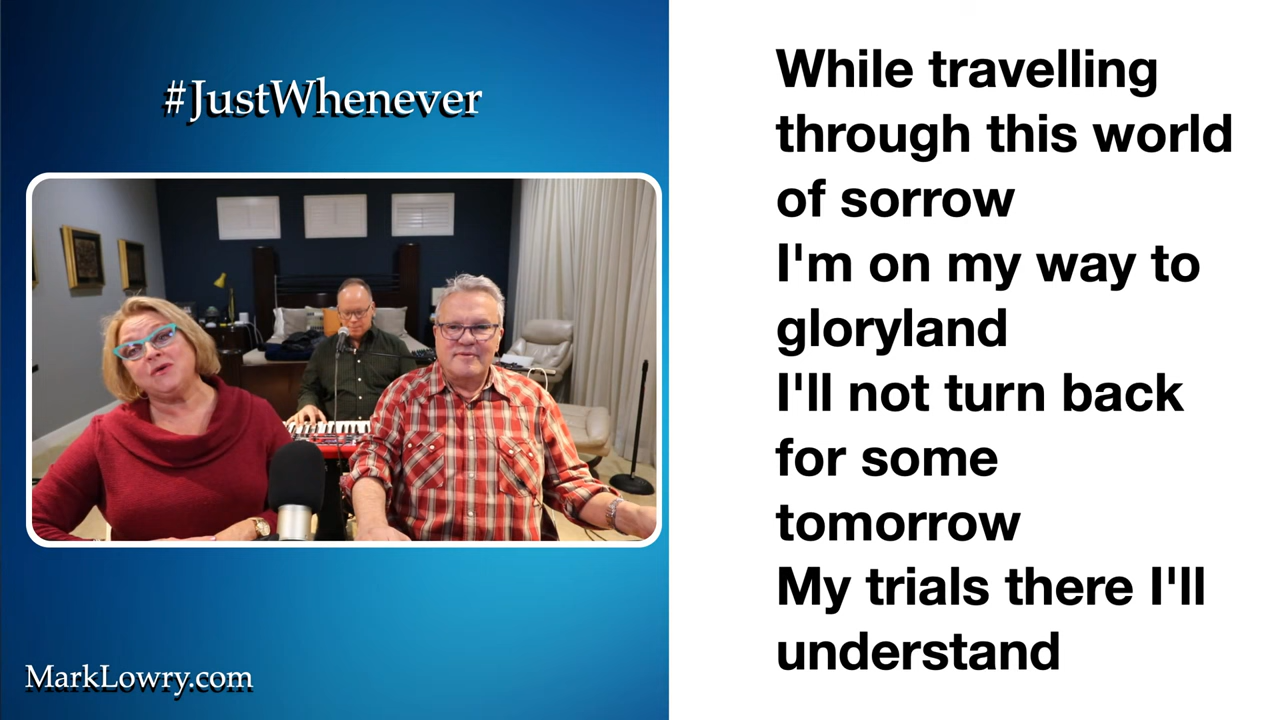 #JustWhenever
MarkLowry.com
While travelling
through this world
of sorrow
I'm on my way to
gloryland
I'll not turn back
for some
tomorrow
My trials there I'll
understand